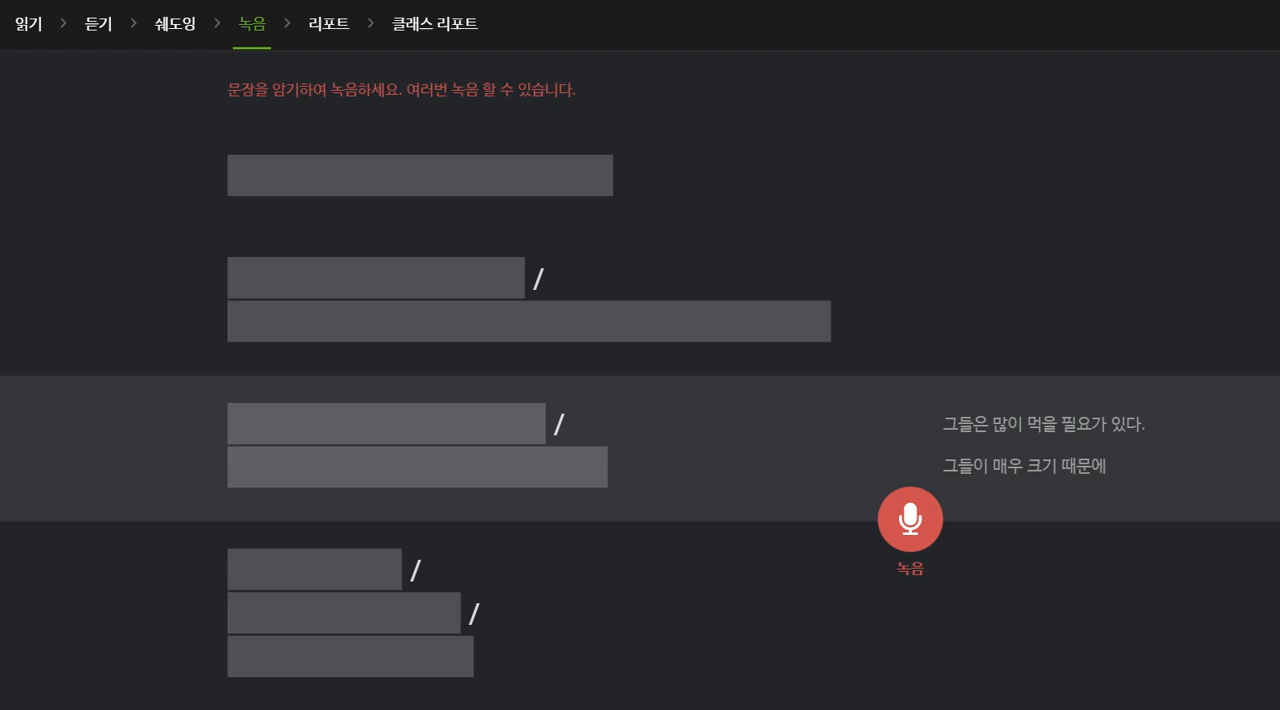 읽기 > 듣기 > 쉐도잉 > 녹음 > 리포트 > 클래스 리포트
문장을 암기하여 녹음하세요. 여러번 녹음 할 수 있습니다.
/
/
그들은 많이 먹을 필요가 있다.
그들이 매우 크기 때문에
녹음
/
/